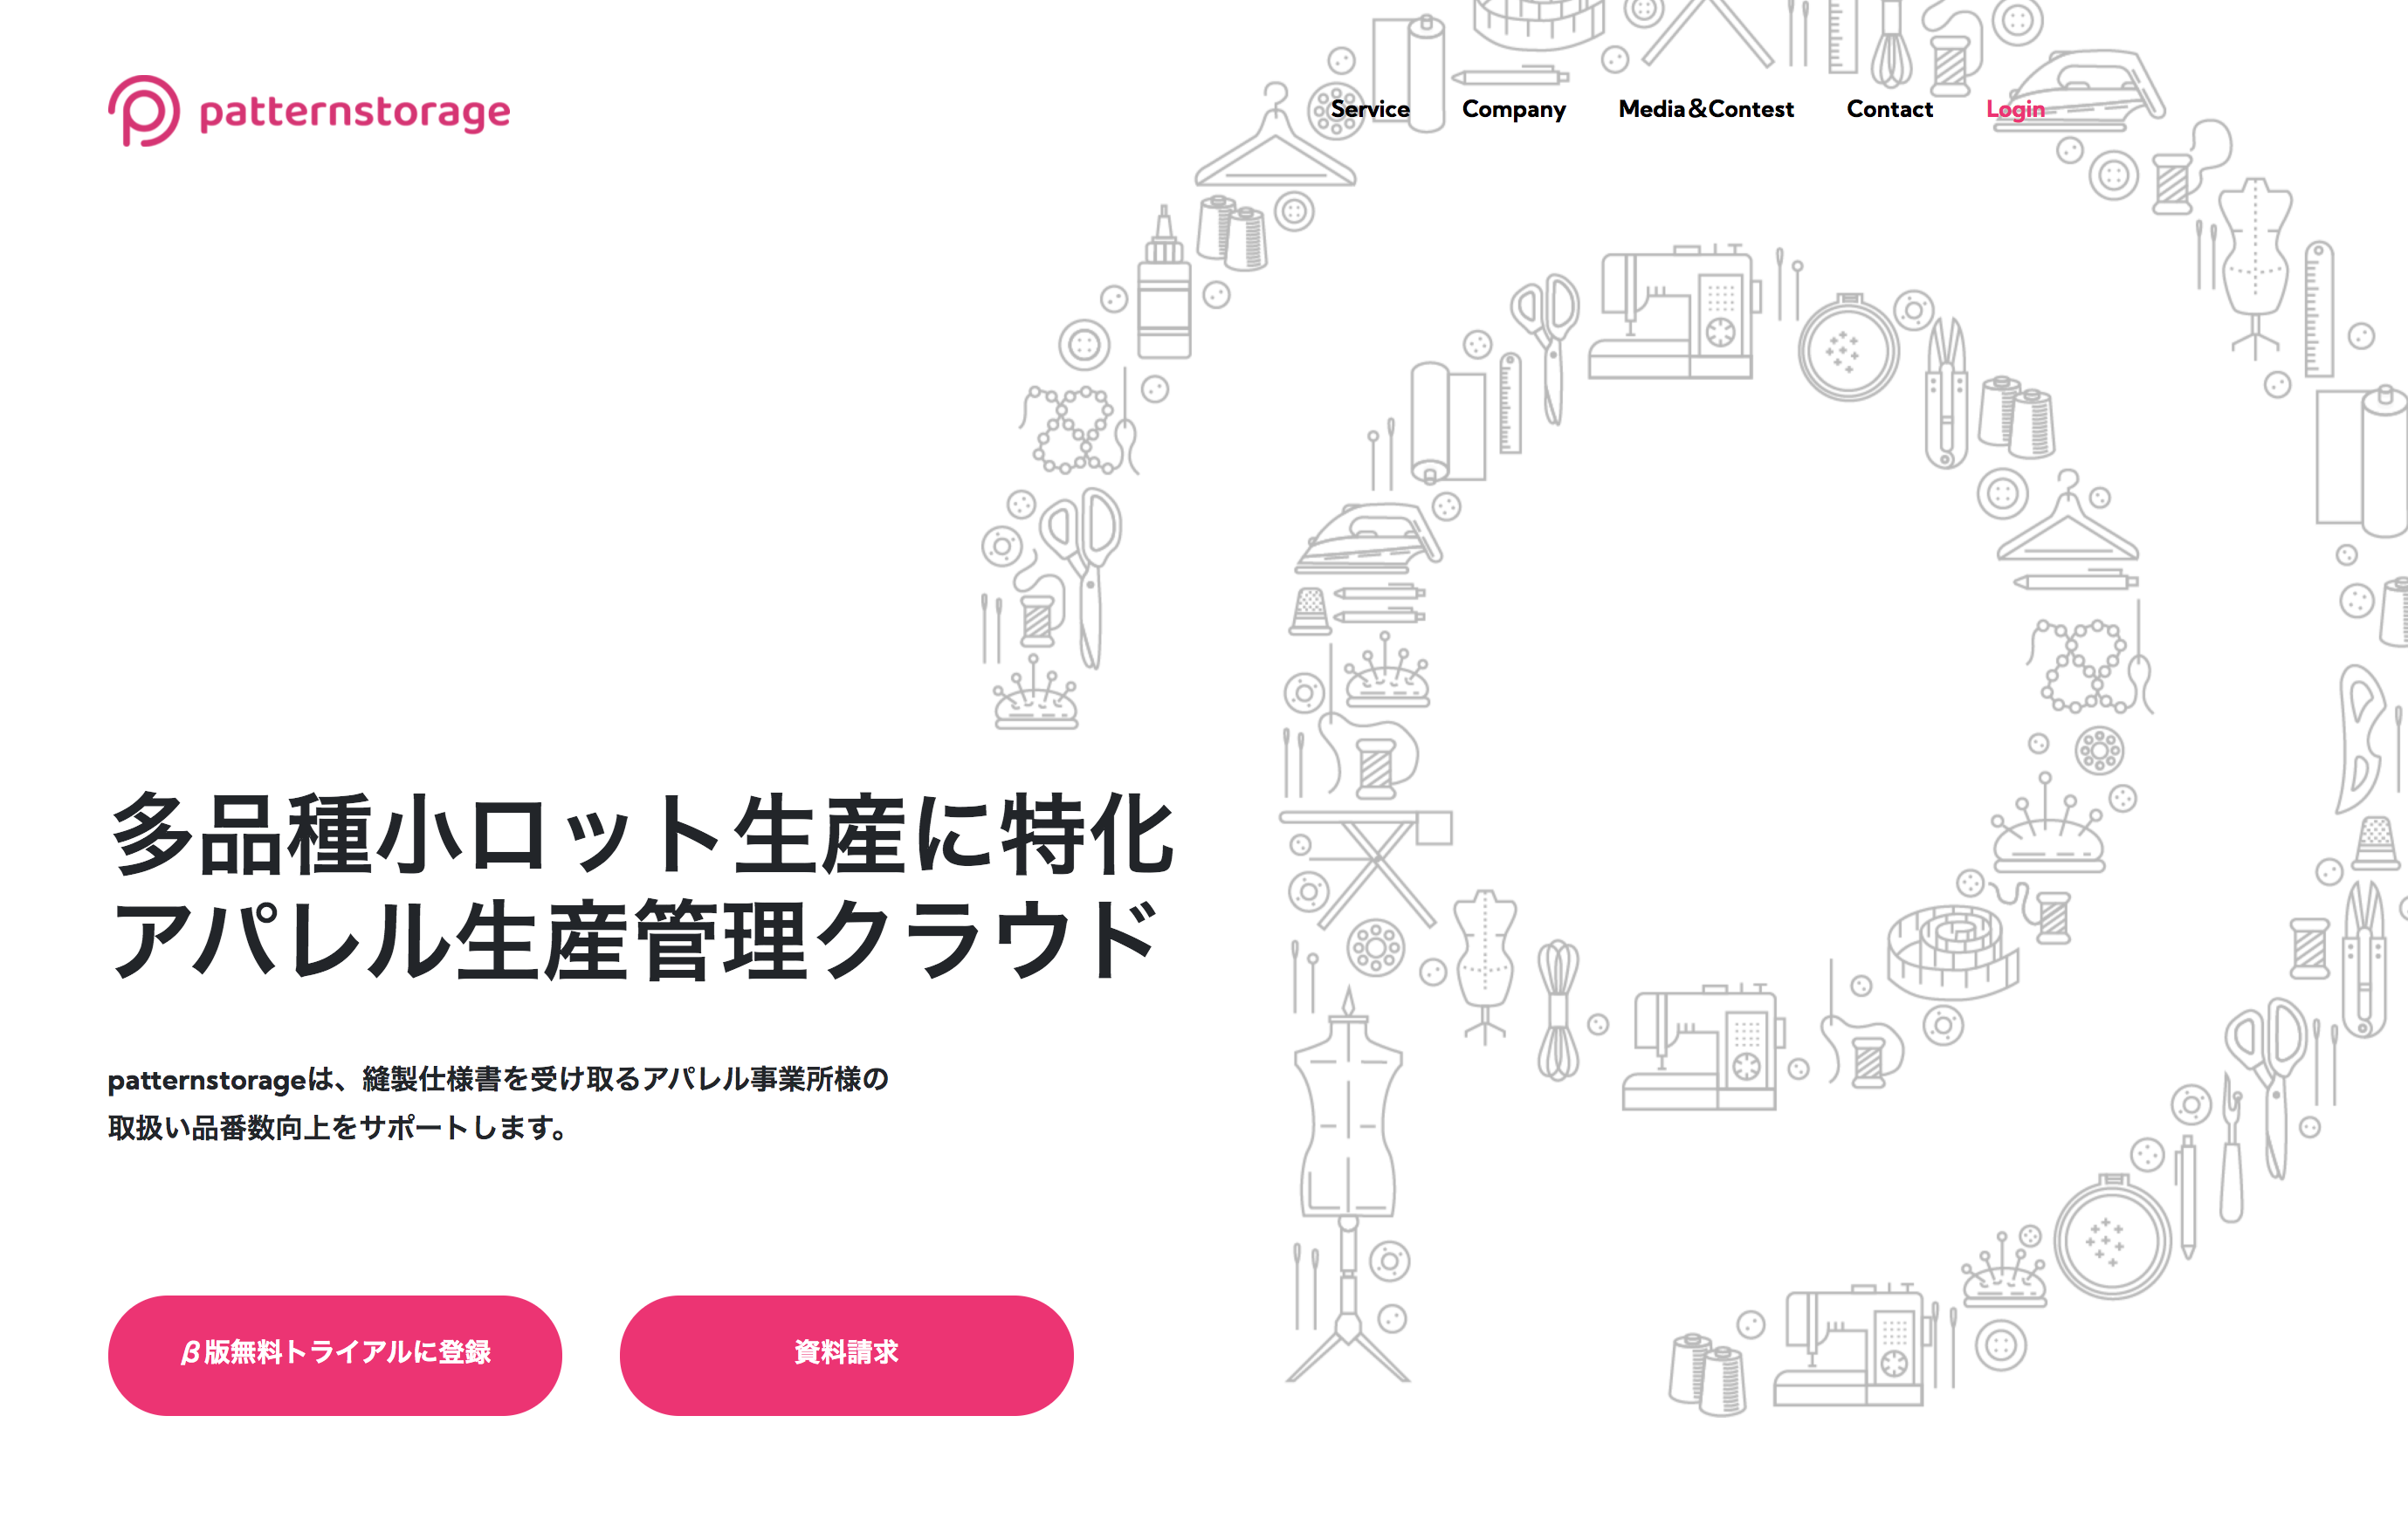 patternstorage
Service Company Media&Contest Contact Login
多品種小ロット生産に特化
アパレル生産管理クラウド
patternstorageは、縫製仕様書を受け取るアパレル事業所様の
取扱い品番数向上をサポートします。
β版無料トライアルに登録
資料請求